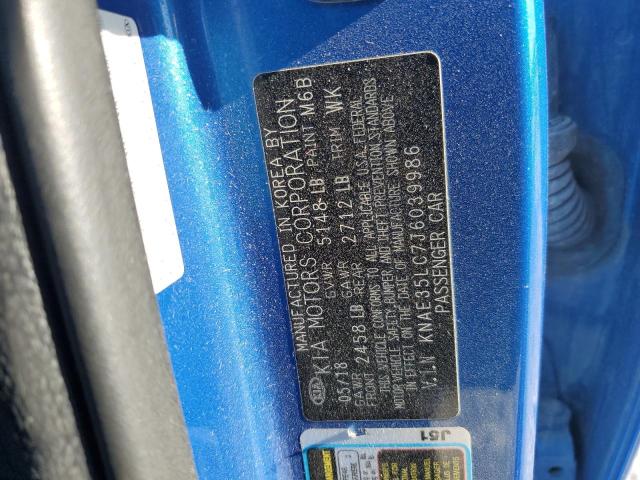 MANUFACTURED IN KOREA BY
KIA MOTORS CORPORATION
05/18 GVWR 5148 LB PAINT M6B
GAWR FRONT 2458 LB GAWR REAR 2712 LB TRIM WK
THIS VEHICLE CONFORMS TO ALL APPLICABLE U.S.A. FEDERAL
MOTOR VEHICLE SAFETY, BUMPER AND THEFT PREVENTION STANDARDS
IN EFFECT ON THE DATE OF MANUFACTURE SHOWN ABOVE
V.I.N KNAE35LC7J6039986
PASSENGER CAR
KIA
J51